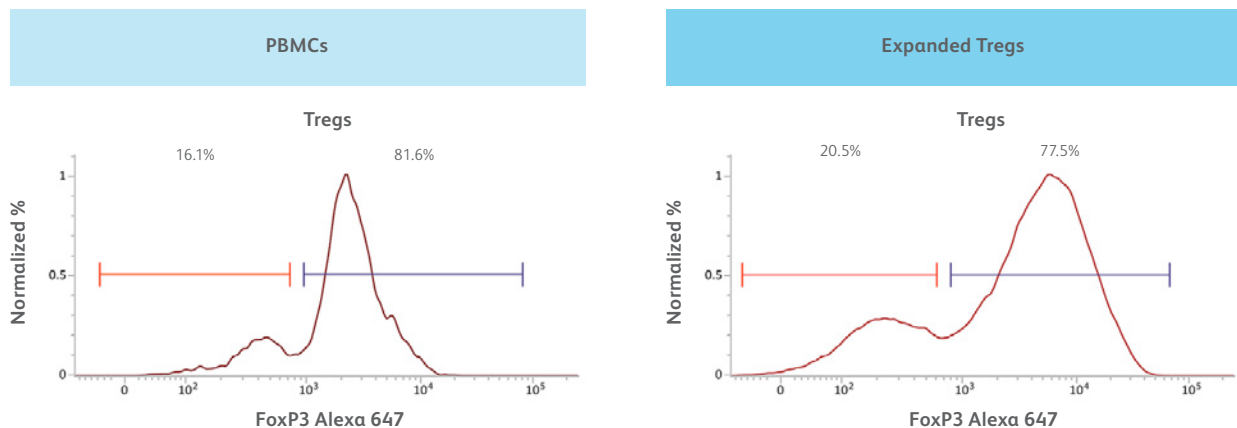 PBMCs
Tregs
16.1%
81.6%
Normalized %
1
0.5
0
0
10²
10³
10⁴
10⁵
FoxP3 Alexa 647
Expanded Tregs
Tregs
20.5%
77.5%
Normalized %
1
0.5
0
0
10²
10³
10⁴
10⁵
FoxP3 Alexa 647